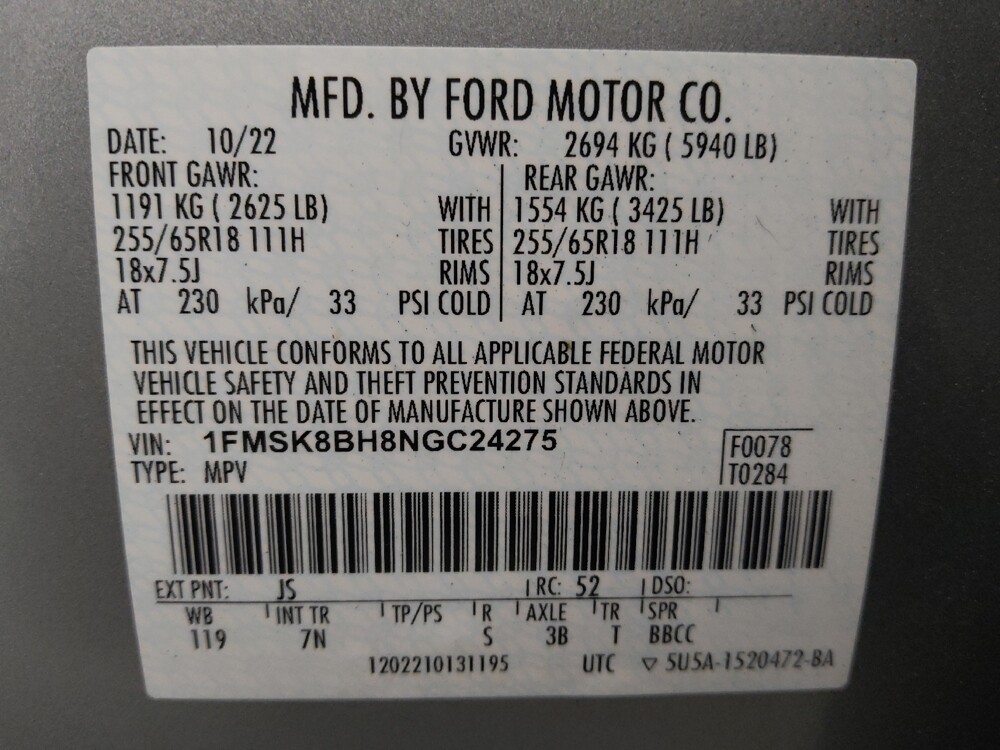 MFD. BY FORD MOTOR CO.
DATE: 10/22 GVWR: 2694 KG ( 5940 LB)
FRONT GAWR: REAR GAWR:
1191 KG ( 2625 LB) WITH 1554 KG ( 3425 LB) WITH
255/65R18 111H TIRES 255/65R18 111H TIRES
18x7.5J RIMS 18x7.5J RIMS
AT 230 kPa/ 33 PSI COLD AT 230 kPa/ 33 PSI COLD
THIS VEHICLE CONFORMS TO ALL APPLICABLE FEDERAL MOTOR
VEHICLE SAFETY AND THEFT PREVENTION STANDARDS IN
EFFECT ON THE DATE OF MANUFACTURE SHOWN ABOVE.
VIN: 1FMSK8BH8NGC24275 F0078
TYPE: MPV T0284
EXT PNT: JS RC: 52 DSO:
WB INT TR TP/PS R AXLE TR SPR
119 7N S 3B T BBCC
1202210131195 UTC ▽ 5U5A-1520472-BA